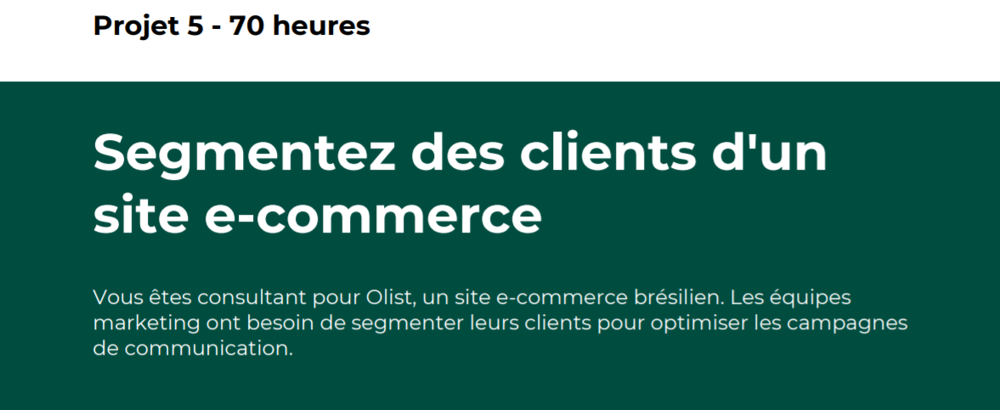 Projet 5 - 70 heures
Segmentez des clients d'un
site e-commerce
Vous êtes consultant pour Olist, un site e-commerce brésilien. Les équipes
marketing ont besoin de segmenter leurs clients pour optimiser les campagnes
de communication.